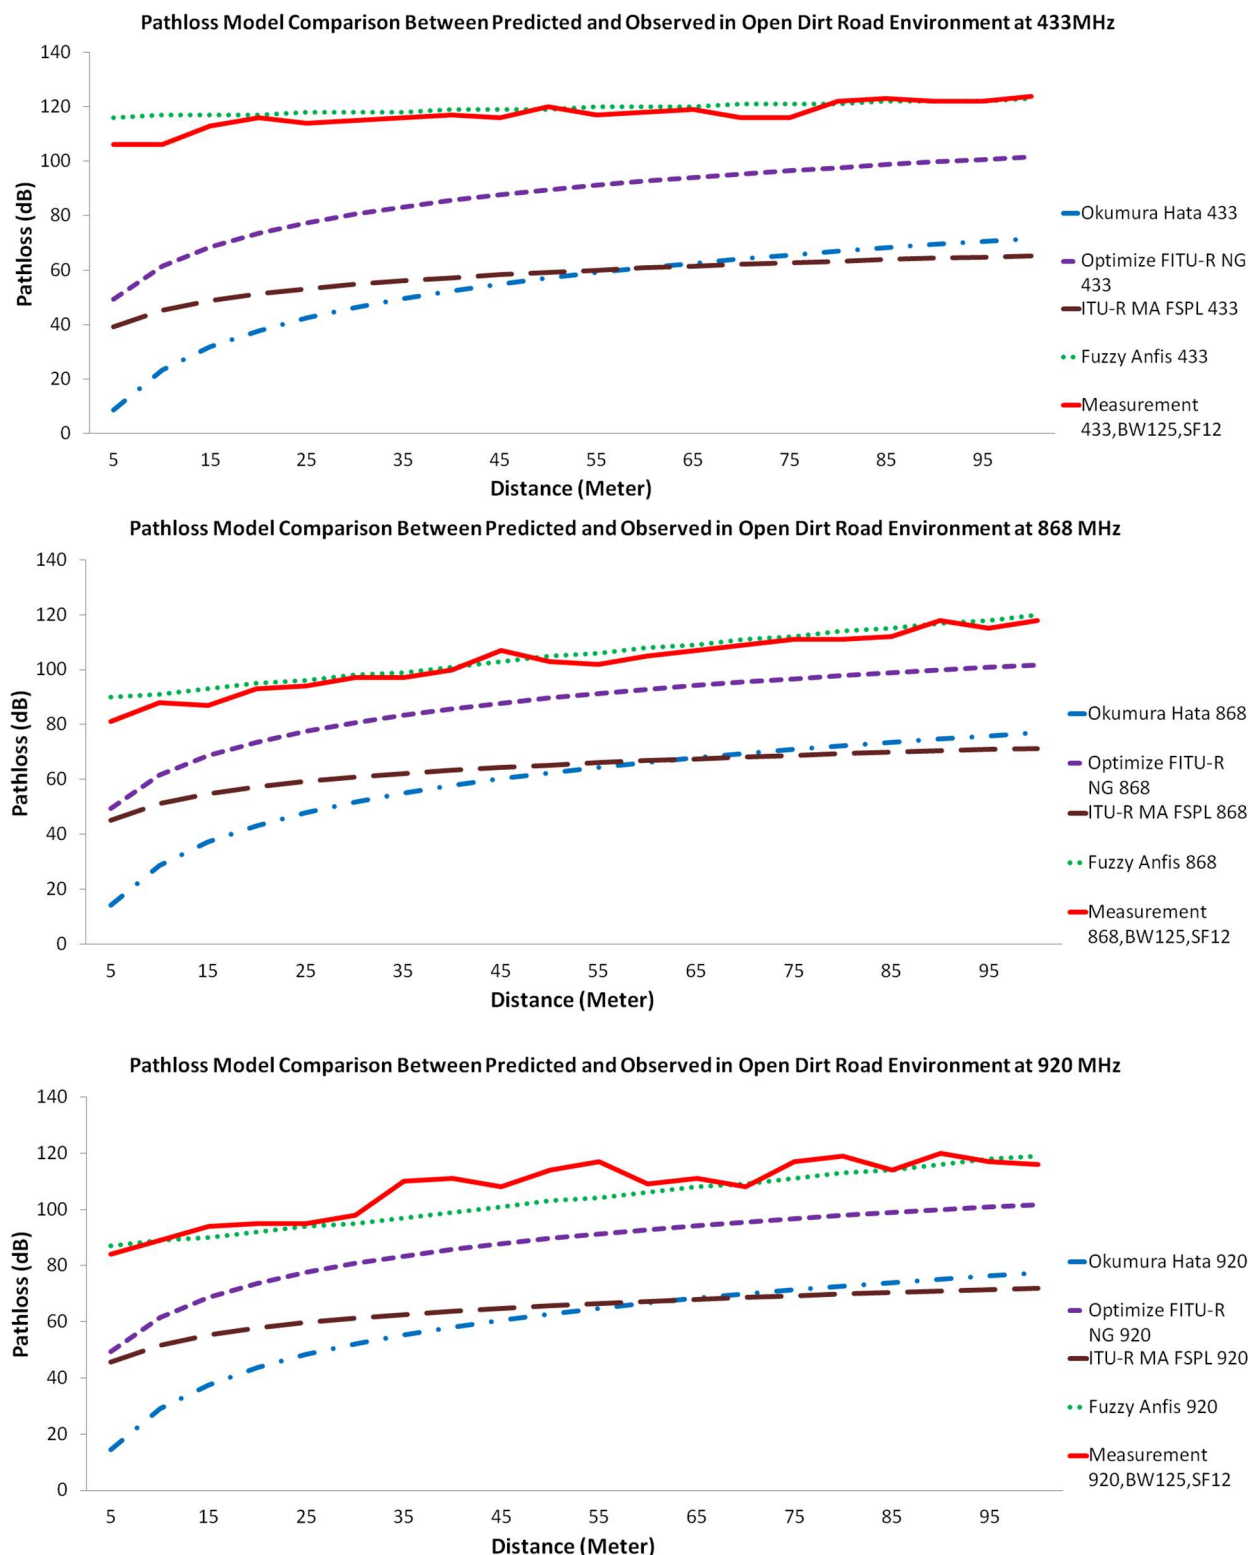 Pathloss Model Comparison Between Predicted and Observed in Open Dirt Road Environment at 433MHz
140
120
100
80
60
40
20
0
Pathloss (dB)
5 15 25 35 45 55 65 75 85 95
Distance (Meter)
Okumura Hata 433
Optimize FITU-R NG
433
ITU-R MA FSPL 433
Fuzzy Anfis 433
Measurement
433,BW125,SF12
Pathloss Model Comparison Between Predicted and Observed in Open Dirt Road Environment at 868 MHz
140
120
100
80
60
40
20
0
Pathloss (dB)
5 15 25 35 45 55 65 75 85 95
Distance (Meter)
Okumura Hata 868
Optimize FITU-R
NG 868
ITU-R MA FSPL 868
Fuzzy Anfis 868
Measurement
868,BW125,SF12
Pathloss Model Comparison Between Predicted and Observed in Open Dirt Road Environment at 920 MHz
140
120
100
80
60
40
20
0
Pathloss (dB)
5 15 25 35 45 55 65 75 85 95
Distance (Meter)
Okumura Hata 920
Optimize FITU-R
NG 920
ITU-R MA FSPL 920
Fuzzy Anfis 920
Measurement
920,BW125,SF12